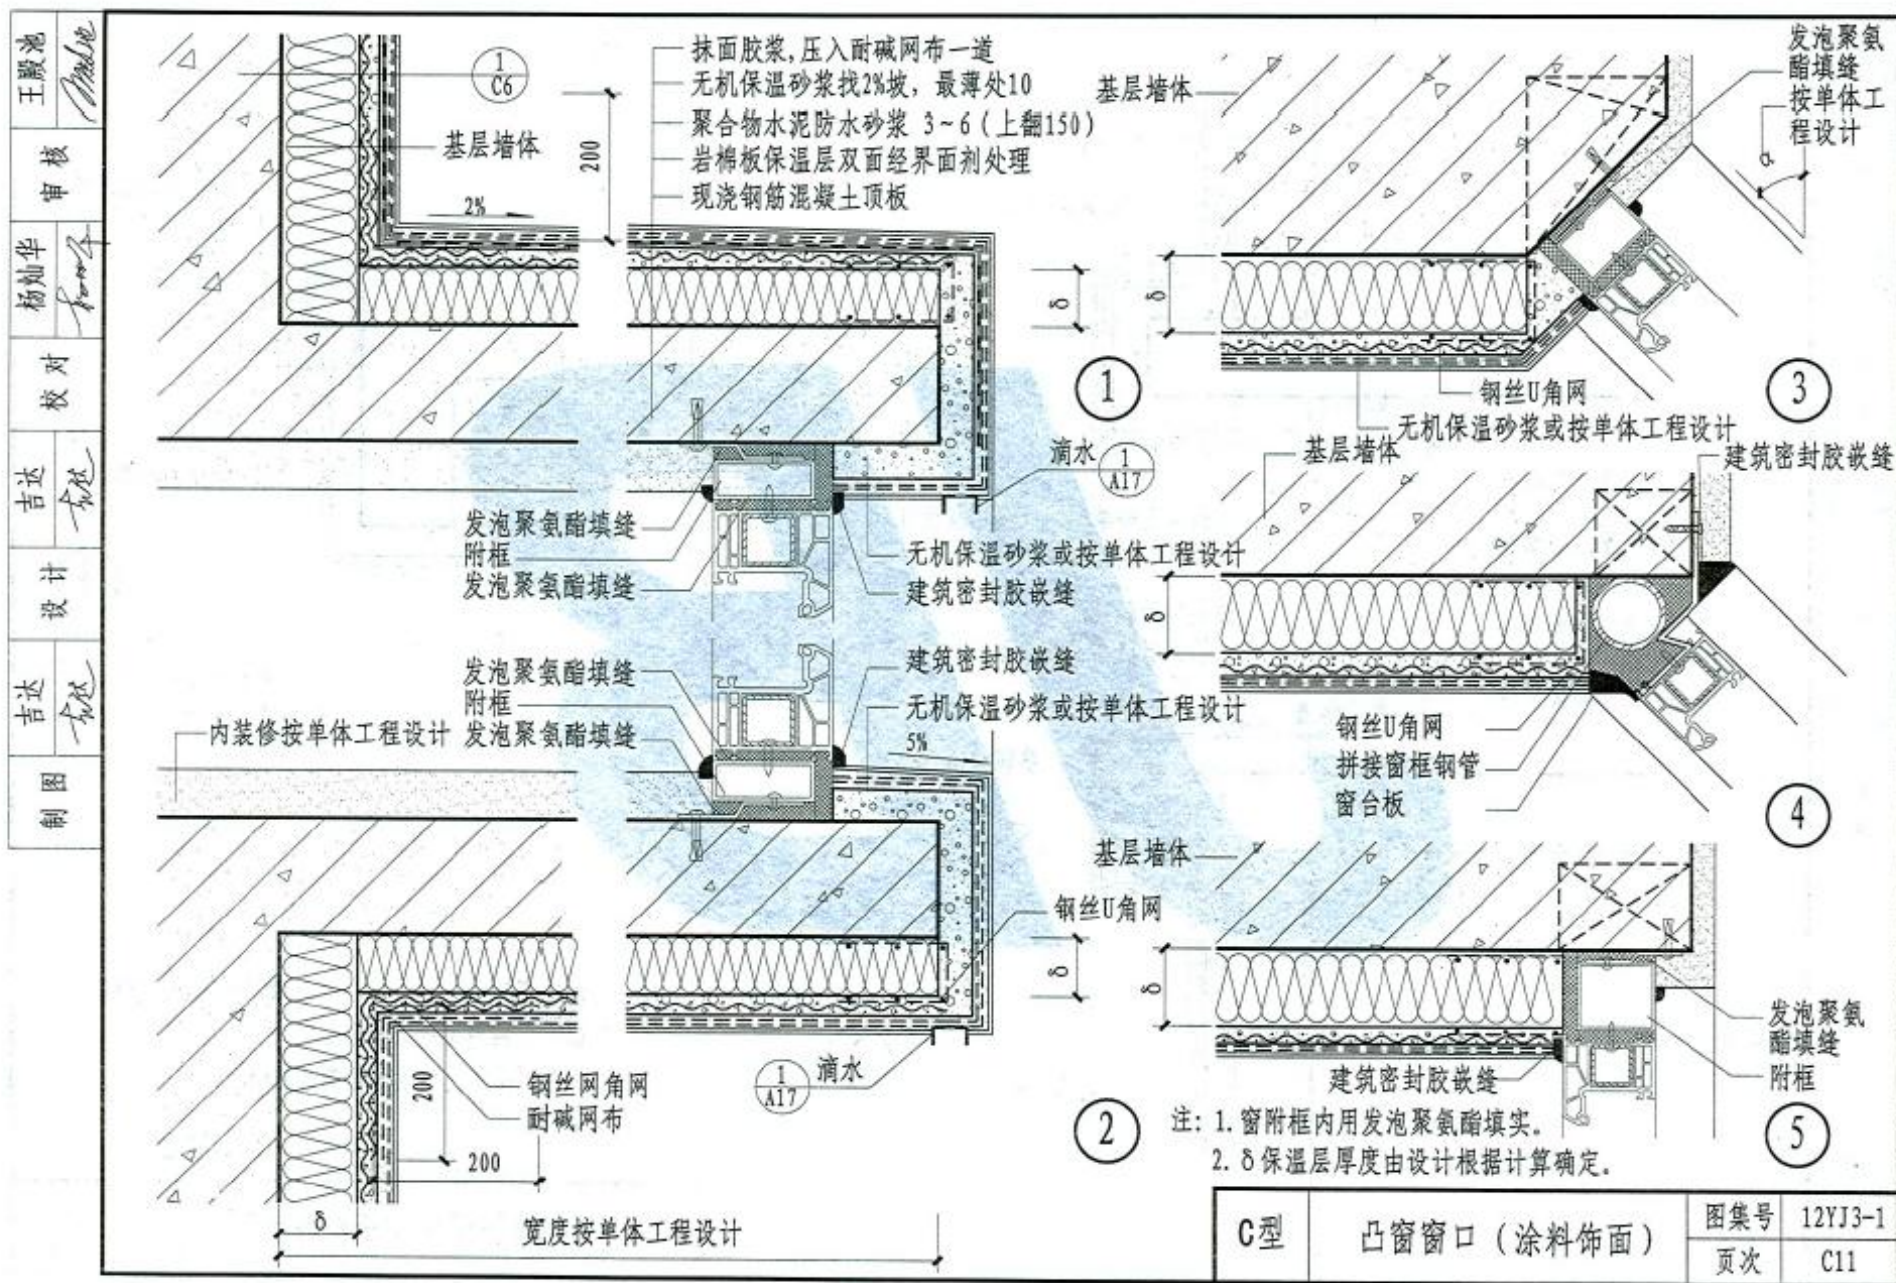 王殿池
审核
杨灿华
校对
吉达
设计
吉达
制图
1
C6
基层墙体
200
2%
抹面胶浆,压入耐碱网布一道
无机保温砂浆找2%坡，最薄处10
聚合物水泥防水砂浆 3~6（上翻150）
岩棉板保温层双面经界面剂处理
现浇钢筋混凝土顶板
δ
1
滴水
1
A17
发泡聚氨酯填缝
附框
发泡聚氨酯填缝
无机保温砂浆或按单体工程设计
建筑密封胶嵌缝
发泡聚氨酯填缝
附框
发泡聚氨酯填缝
内装修按单体工程设计
建筑密封胶嵌缝
无机保温砂浆或按单体工程设计
5%
钢丝U角网
δ
1
A17
滴水
钢丝网角网
耐碱网布
200
200
δ
宽度按单体工程设计
2
基层墙体
发泡聚氨
酯填缝
按单体工
程设计
α
δ
钢丝U角网
无机保温砂浆或按单体工程设计
3
基层墙体
建筑密封胶嵌缝
δ
钢丝U角网
拼接窗框钢管
窗台板
4
基层墙体
δ
发泡聚氨
酯填缝
附框
建筑密封胶嵌缝
5
注: 1. 窗附框内用发泡聚氨酯填实。
2. δ保温层厚度由设计根据计算确定。
C型
凸窗窗口（涂料饰面）
图集号
12YJ3-1
页次
C11